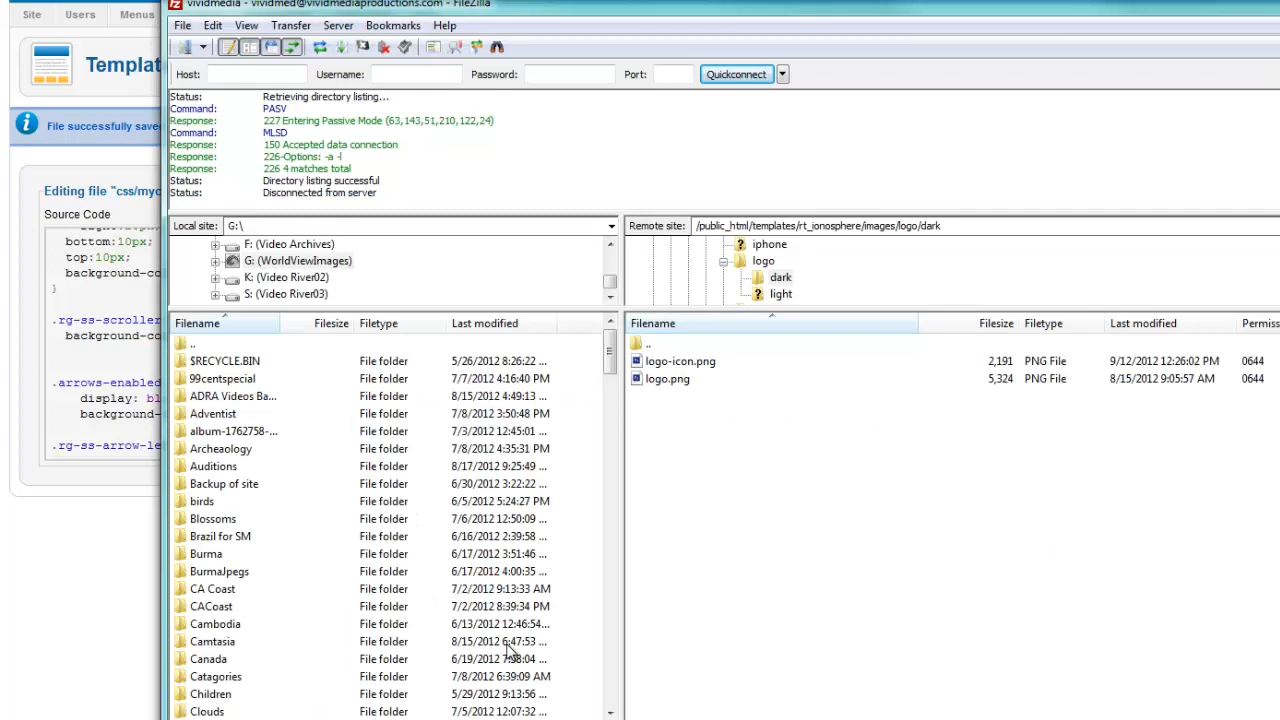 vividmedia - vividmed@vividmediaproductions.com - FileZilla
Site Users Menus
File Edit View Transfer Server Bookmarks Help
Templat
Host: Username: Password: Port: Quickconnect
Status: Retrieving directory listing...
Command: PASV
Response: 227 Entering Passive Mode (63,143,51,210,122,24)
Command: MLSD
Response: 150 Accepted data connection
Response: 226-Options: -a -l
Response: 226 4 matches total
Status: Directory listing successful
Status: Disconnected from server
File successfully save
Editing file "css/myc
Source Code
bottom:10px;
top:10px;
background-co
}
.rg-ss-scroller
background-co
.arrows-enabled
display: bl
background-
.rg-ss-arrow-le
Local site: G:\
F: (Video Archives)
G: (WorldViewImages)
K: (Video River02)
S: (Video River03)
Remote site: /public_html/templates/rt_ionosphere/images/logo/dark
iphone
logo
dark
light
Filename Filesize Filetype Last modified
..
$RECYCLE.BIN File folder 5/26/2012 8:26:22 ...
99centspecial File folder 7/7/2012 4:16:40 PM
ADRA Videos Ba... File folder 8/15/2012 4:49:13 ...
Adventist File folder 7/8/2012 3:50:48 PM
album-1762758-... File folder 7/3/2012 12:45:01 ...
Archeaology File folder 7/8/2012 4:35:31 PM
Auditions File folder 8/17/2012 9:25:49 ...
Backup of site File folder 6/30/2012 3:22:22 ...
birds File folder 6/5/2012 5:24:27 PM
Blossoms File folder 7/6/2012 12:50:09 ...
Brazil for SM File folder 6/16/2012 2:39:58 ...
Burma File folder 6/17/2012 3:51:46 ...
BurmaJpegs File folder 6/17/2012 4:00:35 ...
CA Coast File folder 7/2/2012 9:13:33 AM
CACoast File folder 7/2/2012 8:39:34 PM
Cambodia File folder 6/13/2012 12:46:54...
Camtasia File folder 8/15/2012 6:47:53 ...
Canada File folder 6/19/2012 :04 ...
Catagories File folder 7/8/2012 6:39:09 AM
Children File folder 5/29/2012 9:13:56 ...
Clouds File folder 7/5/2012 12:07:32 ...
Filename Filesize Filetype Last modified Permiss
..
logo-icon.png 2,191 PNG File 9/12/2012 12:26:02 PM 0644
logo.png 5,324 PNG File 8/15/2012 9:05:57 AM 0644